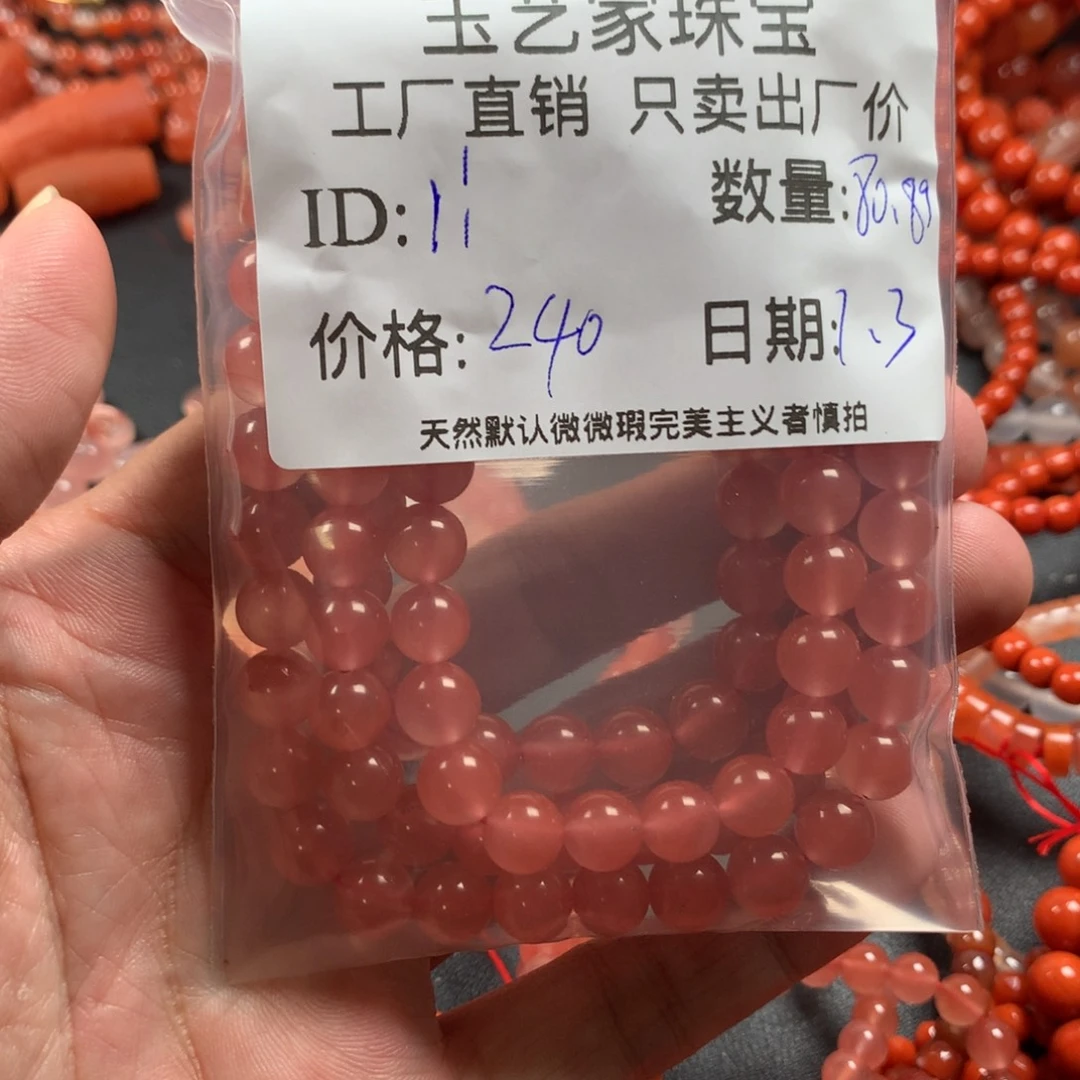 玉艺家珠宝
工厂直销 只卖出厂价
ID: 11 数量: 80.89
价格: 240 日期: 1.3
天然默认微微瑕完美主义者慎拍